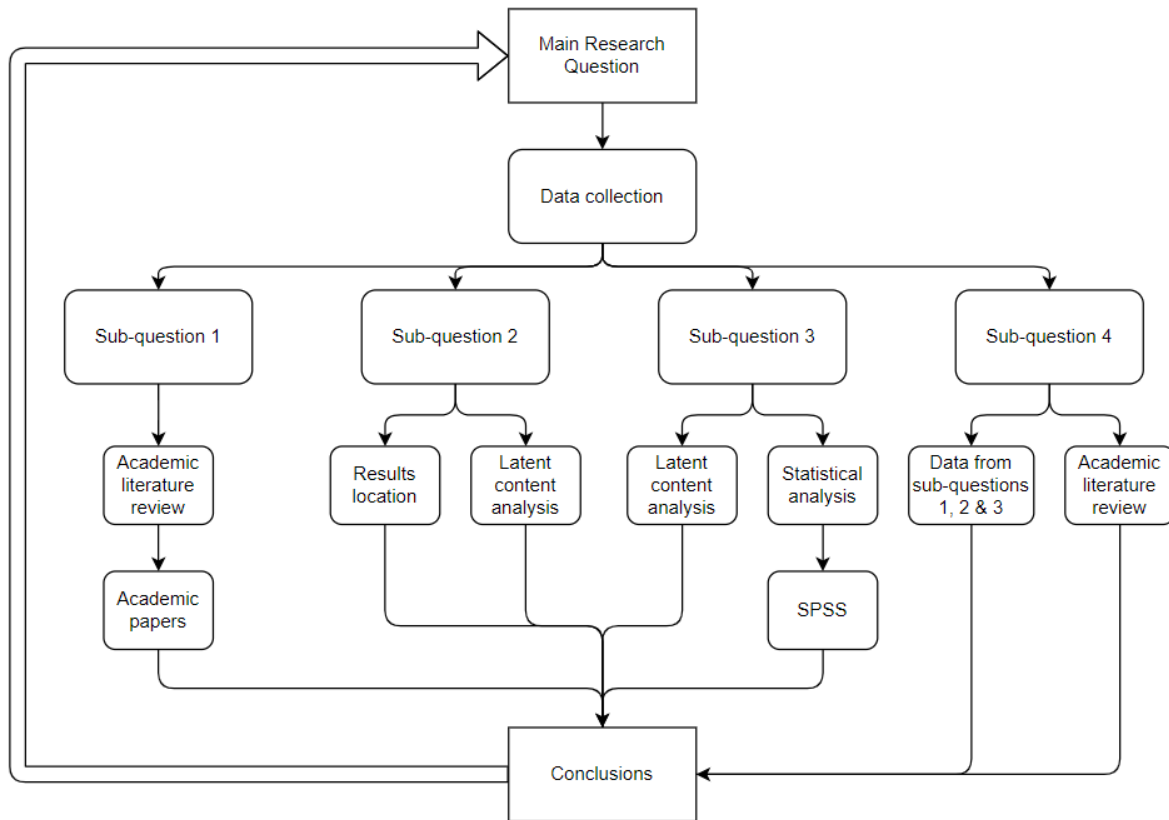 Main Research
Question
Data collection
Sub-question 1
Sub-question 2
Sub-question 3
Sub-question 4
Academic
literature
review
Results
location
Latent
content
analysis
Latent
content
analysis
Statistical
analysis
Data from
sub-questions
1, 2 & 3
Academic
literature
review
Academic
papers
SPSS
Conclusions